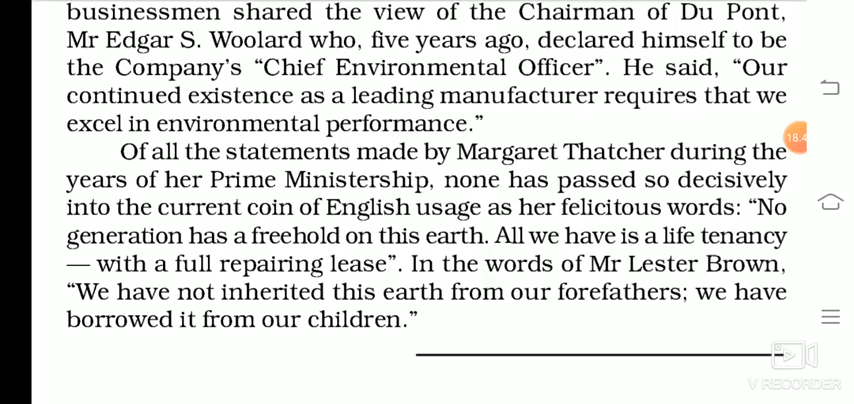 businessmen shared the view of the Chairman of Du Pont,
Mr Edgar S. Woolard who, five years ago, declared himself to be
the Company’s “Chief Environmental Officer”. He said, “Our
continued existence as a leading manufacturer requires that we
excel in environmental performance.”
Of all the statements made by Margaret Thatcher during the
years of her Prime Ministership, none has passed so decisively
into the current coin of English usage as her felicitous words: “No
generation has a freehold on this earth. All we have is a life tenancy
— with a full repairing lease”. In the words of Mr Lester Brown,
“We have not inherited this earth from our forefathers; we have
borrowed it from our children.”
V RECORDER